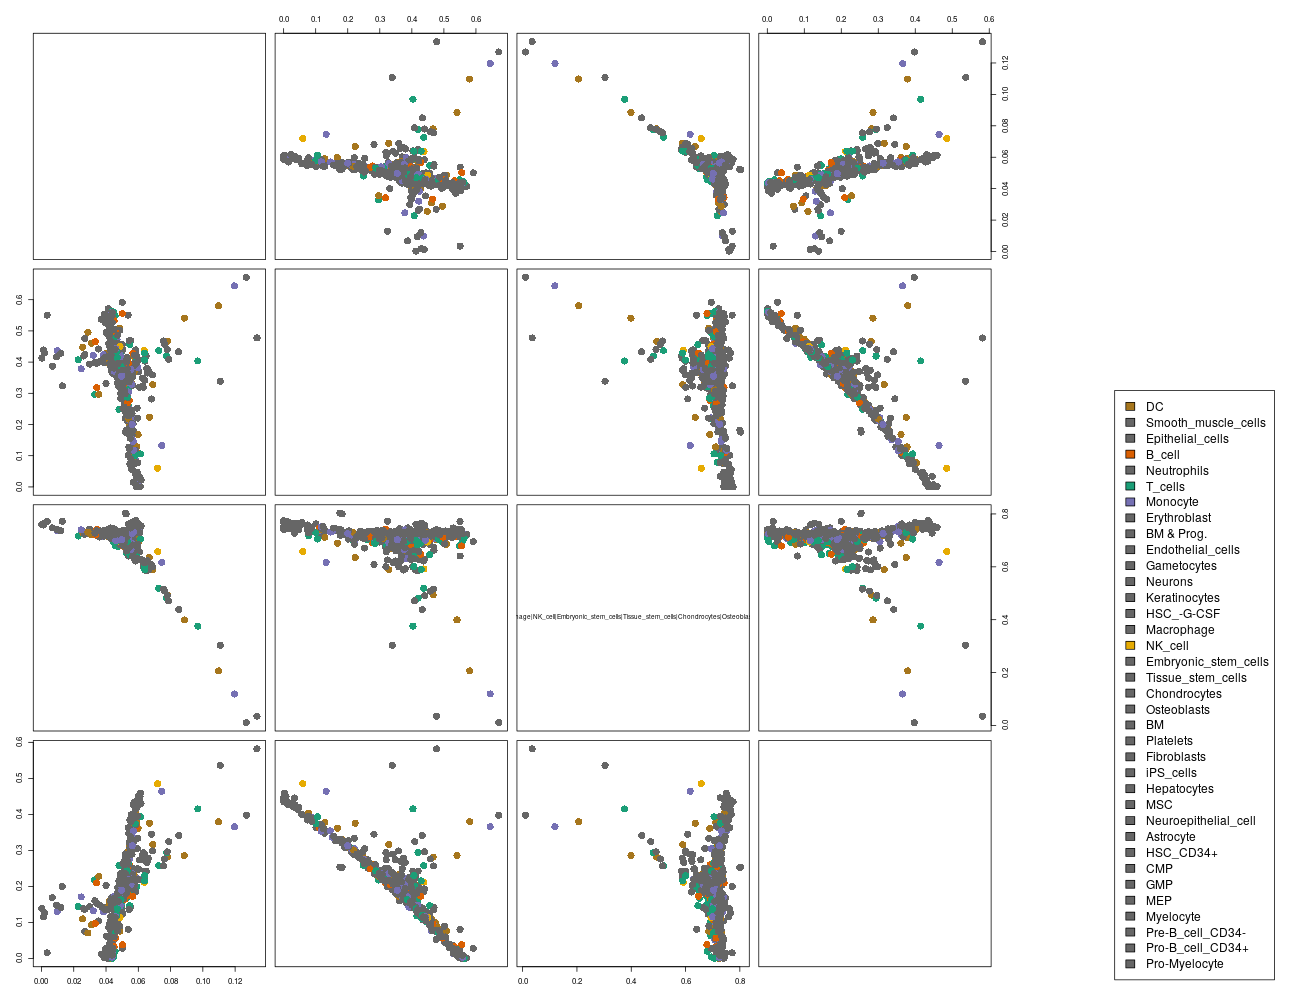 0.0 0.1 0.2 0.3 0.4 0.5 0.6
0.0 0.1 0.2 0.3 0.4 0.5 0.6
0.00 0.02 0.04 0.06 0.08 0.10 0.12
0.0 0.1 0.2 0.3 0.4 0.5 0.6
0.0 0.2 0.4 0.6 0.8
nage|NK_cell|Embryonic_stem_cells|Tissue_stem_cells|Chondrocytes|Osteobla
0.0 0.1 0.2 0.3 0.4 0.5 0.6
0.00 0.02 0.04 0.06 0.08 0.10 0.12
0.0 0.2 0.4 0.6 0.8
DC
Smooth_muscle_cells
Epithelial_cells
B_cell
Neutrophils
T_cells
Monocyte
Erythroblast
BM & Prog.
Endothelial_cells
Gametocytes
Neurons
Keratinocytes
HSC_-G-CSF
Macrophage
NK_cell
Embryonic_stem_cells
Tissue_stem_cells
Chondrocytes
Osteoblasts
BM
Platelets
Fibroblasts
iPS_cells
Hepatocytes
MSC
Neuroepithelial_cell
Astrocyte
HSC_CD34+
CMP
GMP
MEP
Myelocyte
Pre-B_cell_CD34-
Pro-B_cell_CD34+
Pro-Myelocyte